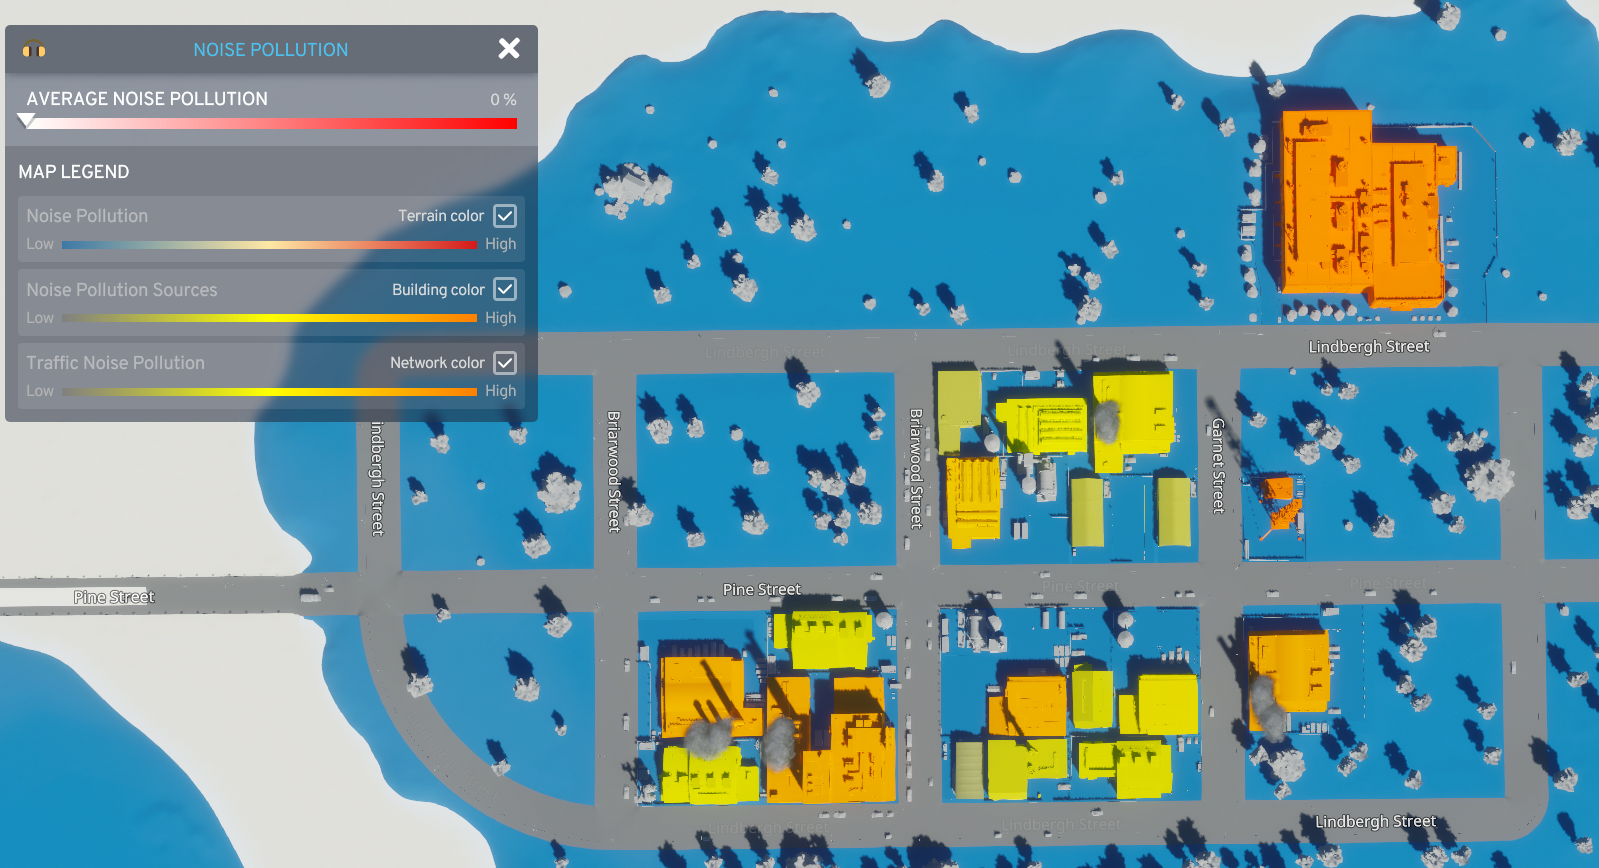 NOISE POLLUTION
AVERAGE NOISE POLLUTION 0 %
MAP LEGEND
Noise Pollution Terrain color
Low High
Noise Pollution Sources Building color
Low High
Traffic Noise Pollution Network color
Low High
Lindbergh Street
Lindbergh Street
Lindbergh Street
Lindbergh Street
Briarwood Street
Briarwood Street
Garnet Street
Pine Street
Pine Street
Pine Street
Pine Street
Lindbergh Street
Lindbergh Street
Lindbergh Street